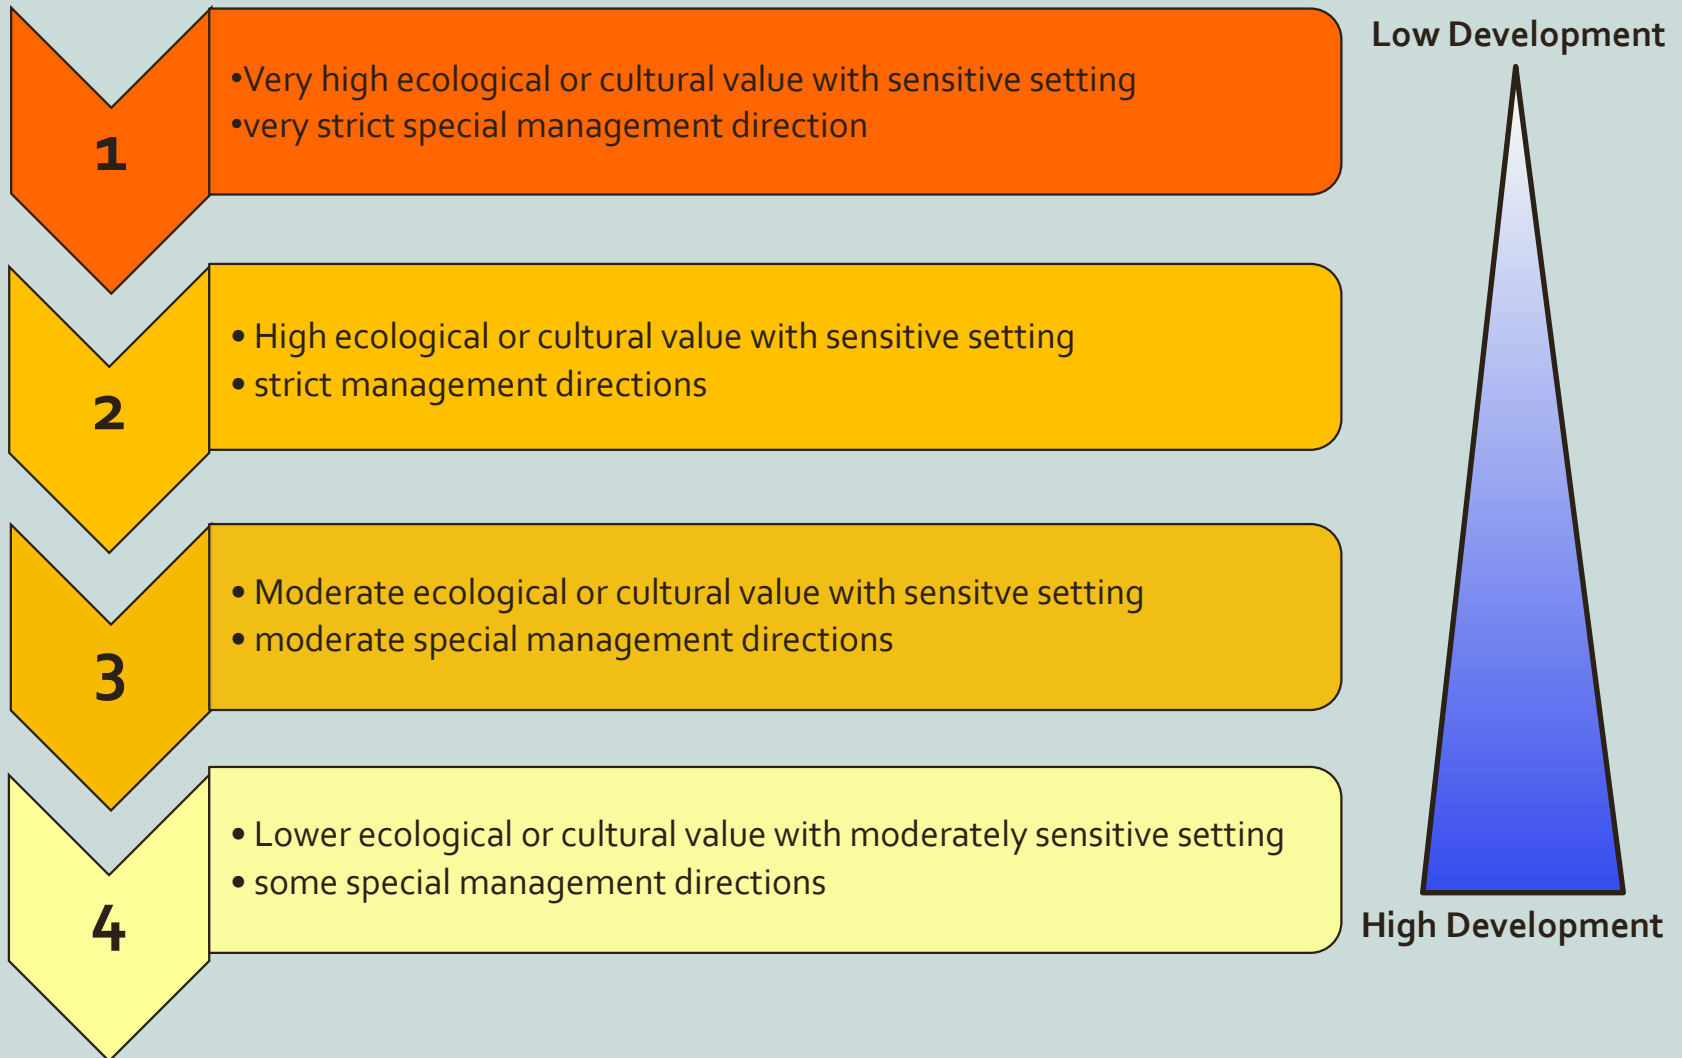 Low Development
1
•Very high ecological or cultural value with sensitive setting
•very strict special management direction
2
• High ecological or cultural value with sensitive setting
• strict management directions
3
• Moderate ecological or cultural value with sensitve setting
• moderate special management directions
4
• Lower ecological or cultural value with moderately sensitive setting
• some special management directions
High Development